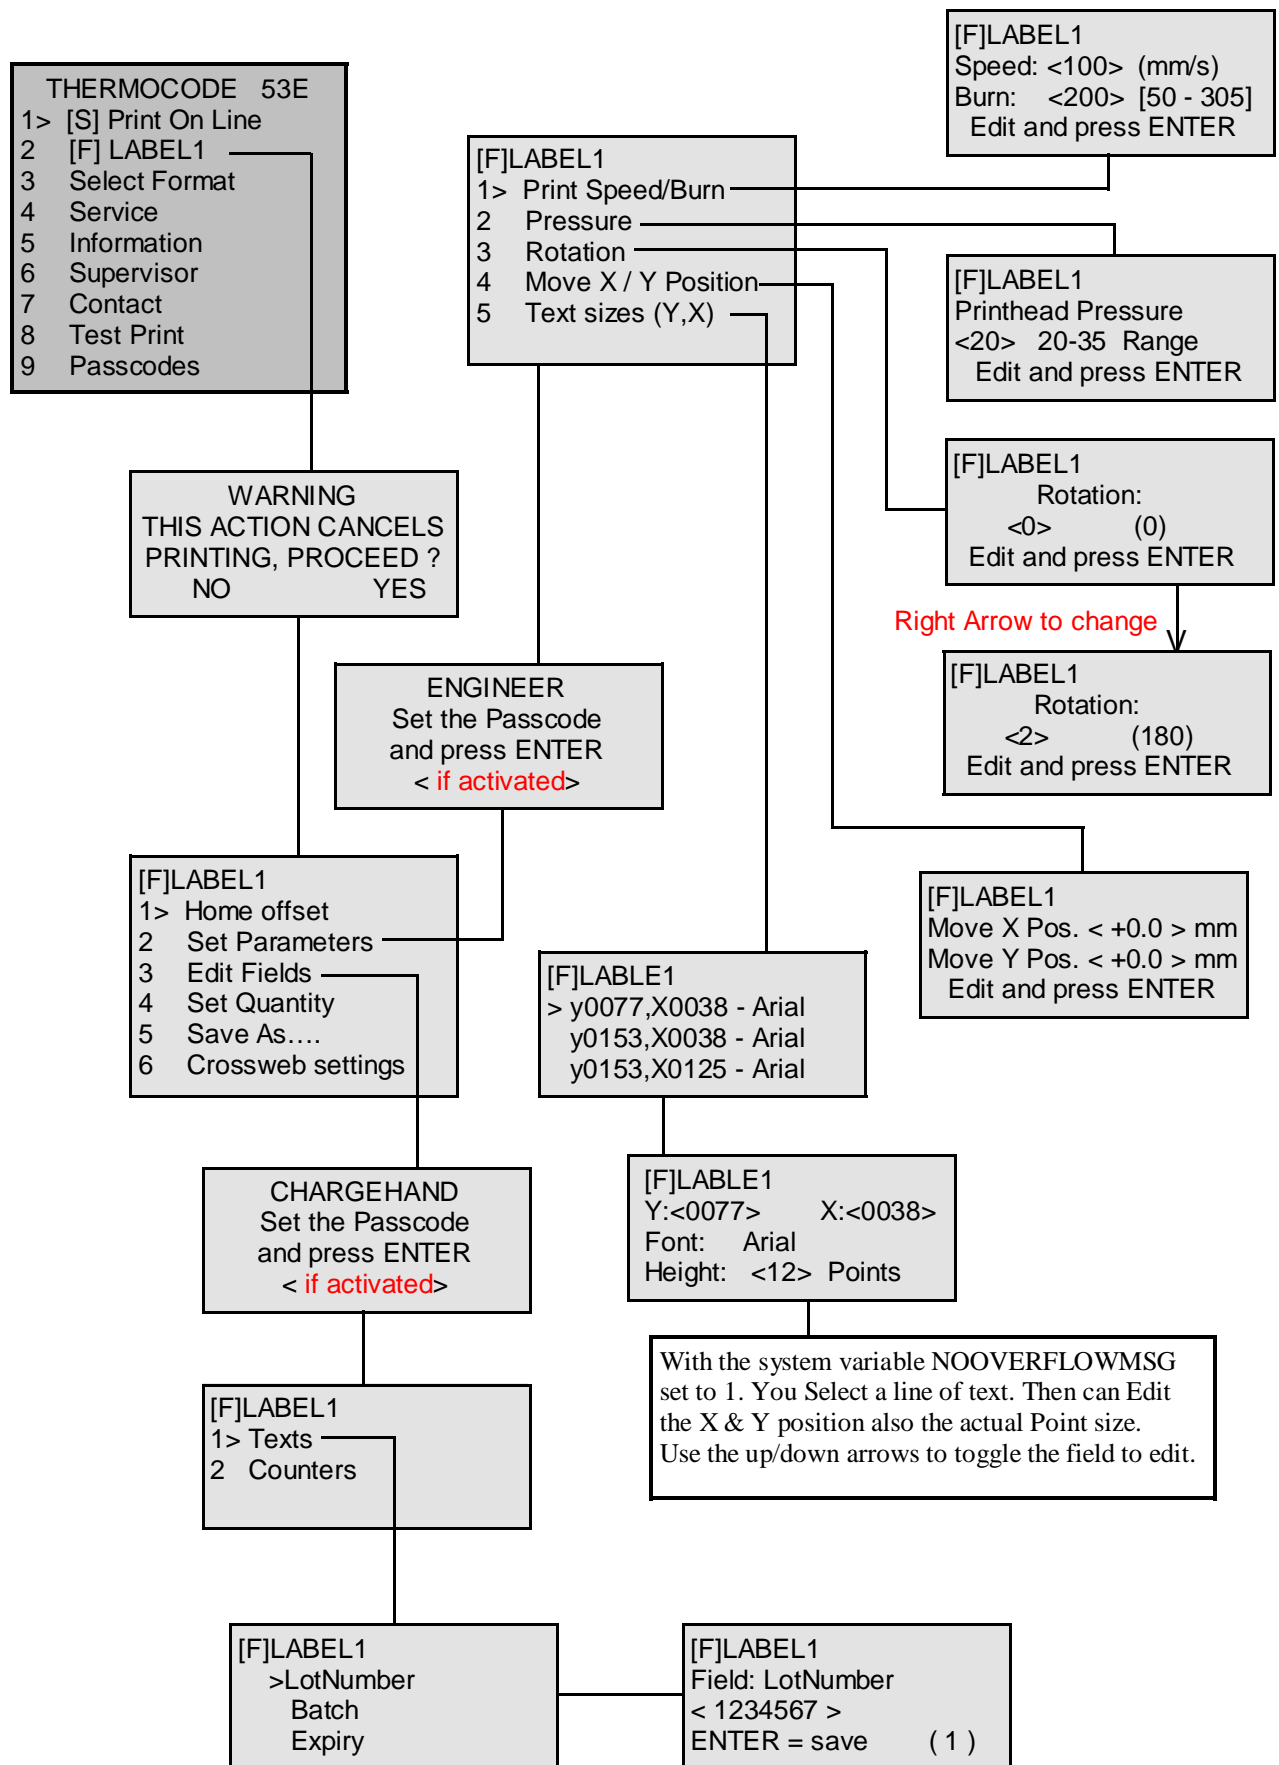 THERMOCODE 53E
1> [S] Print On Line
2 [F] LABEL1
3 Select Format
4 Service
5 Information
6 Supervisor
7 Contact
8 Test Print
9 Passcodes
[F]LABEL1
1> Print Speed/Burn
2 Pressure
3 Rotation
4 Move X / Y Position
5 Text sizes (Y,X)
[F]LABEL1
Speed: <100> (mm/s)
Burn: <200> [50 - 305]
Edit and press ENTER
[F]LABEL1
Printhead Pressure
<20> 20-35 Range
Edit and press ENTER
[F]LABEL1
Rotation:
<0> (0)
Edit and press ENTER
Right Arrow to change
[F]LABEL1
Rotation:
<2> (180)
Edit and press ENTER
WARNING
THIS ACTION CANCELS
PRINTING, PROCEED ?
NO YES
ENGINEER
Set the Passcode
and press ENTER
< if activated>
[F]LABEL1
1> Home offset
2 Set Parameters
3 Edit Fields
4 Set Quantity
5 Save As....
6 Crossweb settings
[F]LABEL1
Move X Pos. < +0.0 > mm
Move Y Pos. < +0.0 > mm
Edit and press ENTER
[F]LABLE1
> y0077,X0038 - Arial
y0153,X0038 - Arial
y0153,X0125 - Arial
CHARGEHAND
Set the Passcode
and press ENTER
< if activated>
[F]LABLE1
Y:<0077> X:<0038>
Font: Arial
Height: <12> Points
With the system variable NOOVERFLOWMSG
set to 1. You Select a line of text. Then can Edit
the X & Y position also the actual Point size.
Use the up/down arrows to toggle the field to edit.
[F]LABEL1
1> Texts
2 Counters
[F]LABEL1
>LotNumber
Batch
Expiry
[F]LABEL1
Field: LotNumber
< 1234567 >
ENTER = save ( 1 )